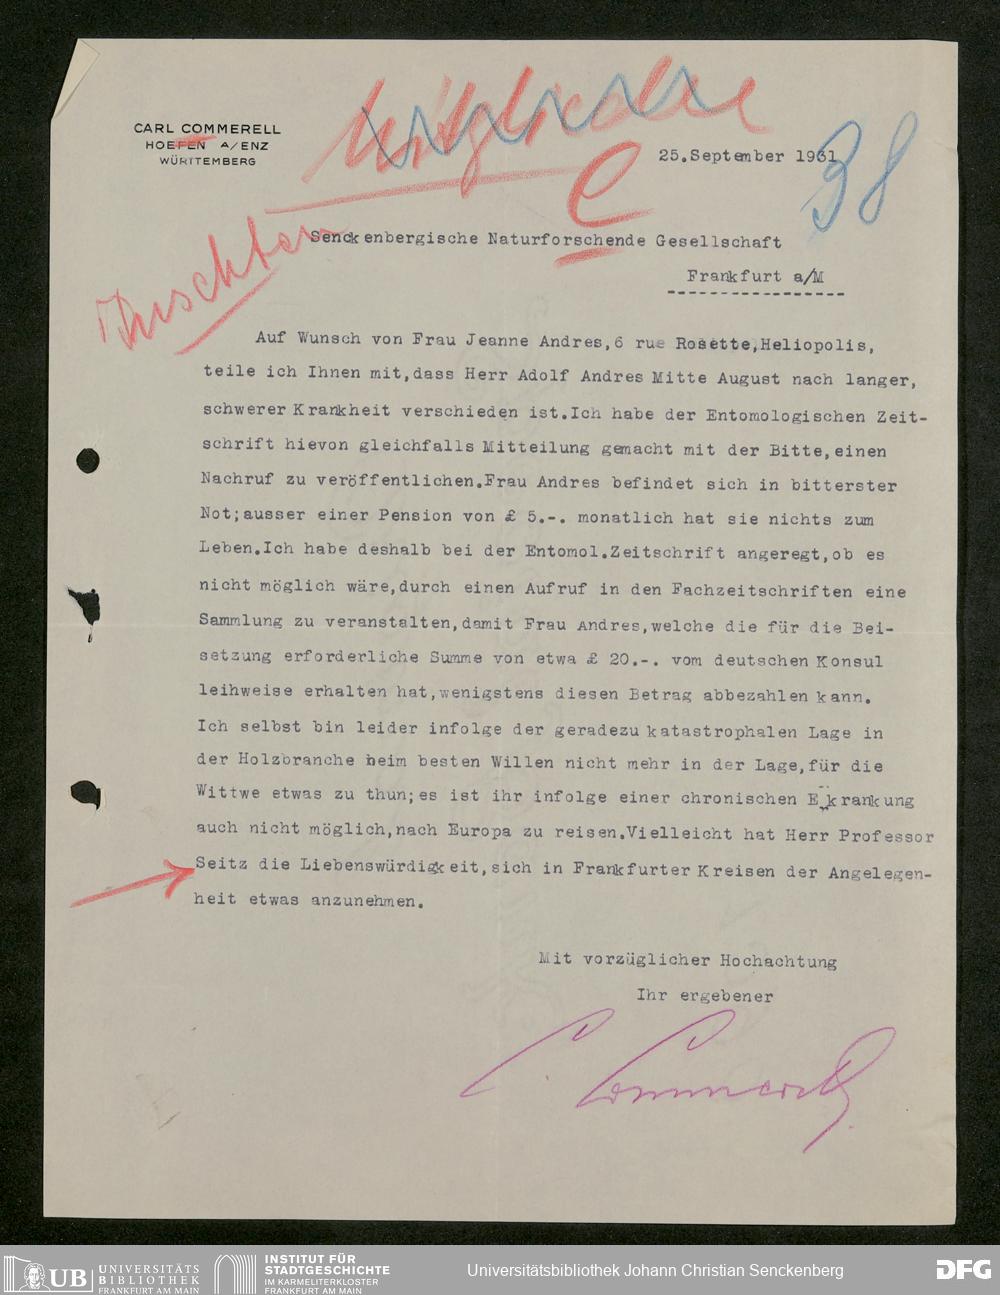 Mitglieder
CARL COMMERELL
HOEFEN A/ENZ
WÜRTTEMBERG
25.September 1931
38
C
Senckenbergische Naturforschende Gesellschaft
Frankfurt a/M
Auf Wunsch von Frau Jeanne Andres,6 rue Rosette,Heliopolis,
teile ich Ihnen mit,dass Herr Adolf Andres Mitte August nach langer,
schwerer Krankheit verschieden ist.Ich habe der Entomologischen Zeit-
schrift hievon gleichfalls Mitteilung gemacht mit der Bitte,einen
Nachruf zu veröffentlichen.Frau Andres befindet sich in bitterster
Not;ausser einer Pension von £ 5.-. monatlich hat sie nichts zum
Leben.Ich habe deshalb bei der Entomol.Zeitschrift angeregt,ob es
nicht möglich wäre,durch einen Aufruf in den Fachzeitschriften eine
Sammlung zu veranstalten,damit Frau Andres,welche die für die Bei-
setzung erforderliche Summe von etwa £ 20.-. vom deutschen Konsul
leihweise erhalten hat,wenigstens diesen Betrag abbezahlen kann.
Ich selbst bin leider infolge der geradezu katastrophalen Lage in
der Holzbranche beim besten Willen nicht mehr in der Lage,für die
Wittwe etwas zu thun;es ist ihr infolge einer chronischen Erkrankung
auch nicht möglich,nach Europa zu reisen.Vielleicht hat Herr Professor
Seitz die Liebenswürdigkeit,sich in Frankfurter Kreisen der Angelegen-
heit etwas anzunehmen.
Mit vorzüglicher Hochachtung
Ihr ergebener
C. Commerell
UB UNIVERSITÄTS
BIBLIOTHEK
FRANKFURT AM MAIN
INSTITUT FÜR
STADTGESCHICHTE
IM KARMELITERKLOSTER
FRANKFURT AM MAIN
Universitätsbibliothek Johann Christian Senckenberg
DFG